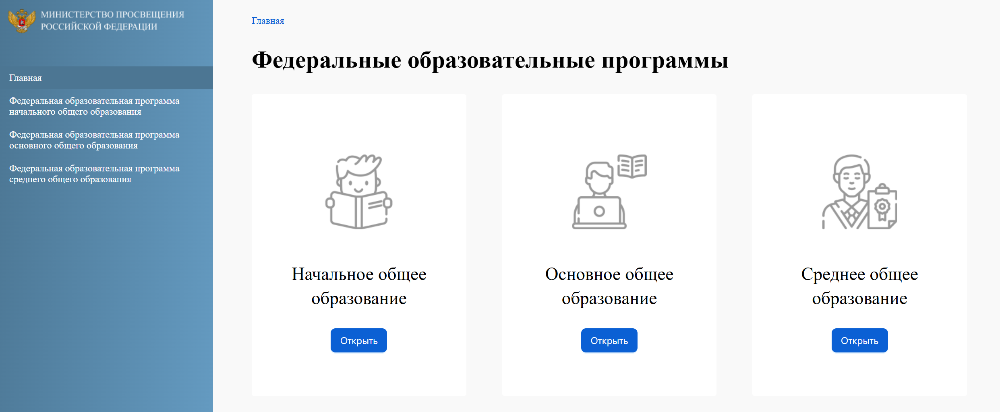 МИНИСТЕРСТВО ПРОСВЕЩЕНИЯ
РОССИЙСКОЙ ФЕДЕРАЦИИ
Главная
Федеральная образовательная программа
начального общего образования
Федеральная образовательная программа
основного общего образования
Федеральная образовательная программа
среднего общего образования
Главная
Федеральные образовательные программы
Начальное общее
образование
Открыть
Основное общее
образование
Открыть
Среднее общее
образование
Открыть